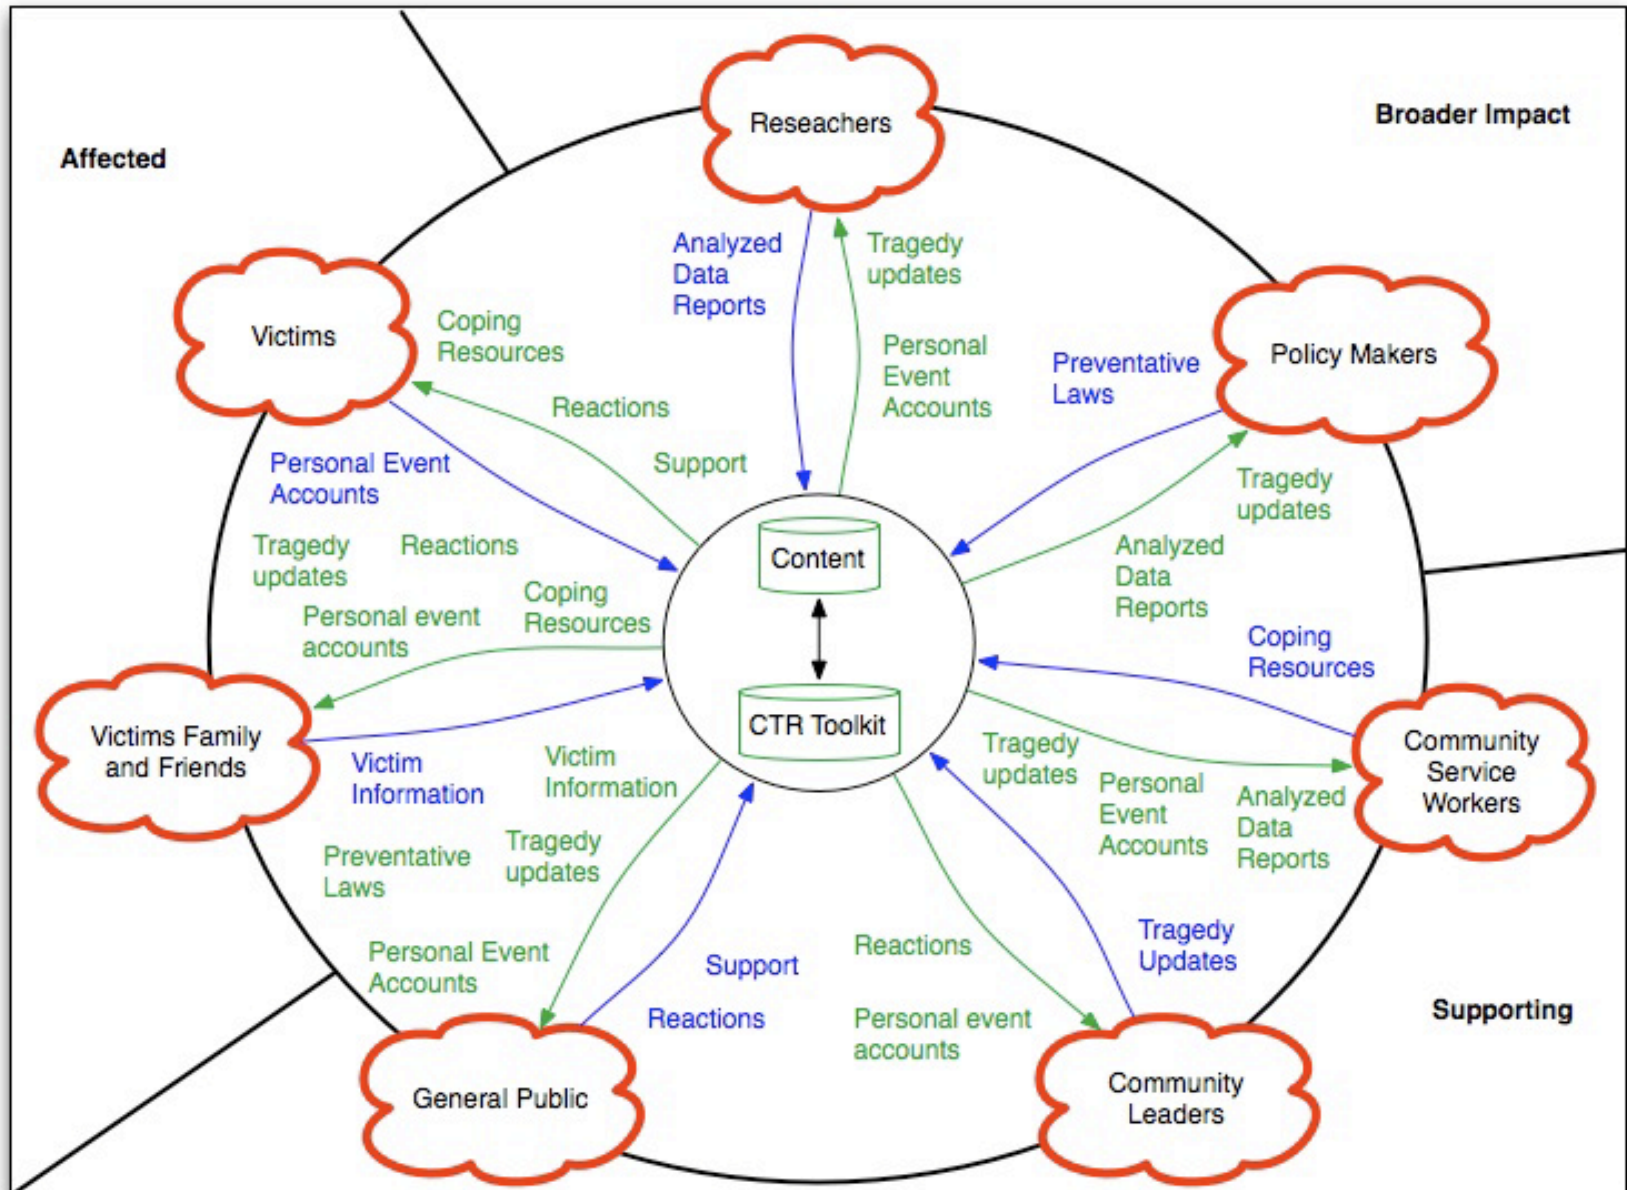 Reseachers
Broader Impact
Affected
Analyzed
Data
Reports
Tragedy
updates
Personal
Event
Accounts
Victims
Coping
Resources
Reactions
Support
Policy Makers
Preventative
Laws
Tragedy
updates
Analyzed
Data
Reports
Personal Event
Accounts
Tragedy
updates
Reactions
Personal event
accounts
Coping
Resources
Content
CTR Toolkit
Coping
Resources
Victims Family
and Friends
Victim
Information
Victim
Information
Preventative
Laws
Tragedy
updates
Personal Event
Accounts
Support
Reactions
General Public
Tragedy
updates
Personal
Event
Accounts
Analyzed
Data
Reports
Community
Service
Workers
Reactions
Personal event
accounts
Tragedy
Updates
Community
Leaders
Supporting